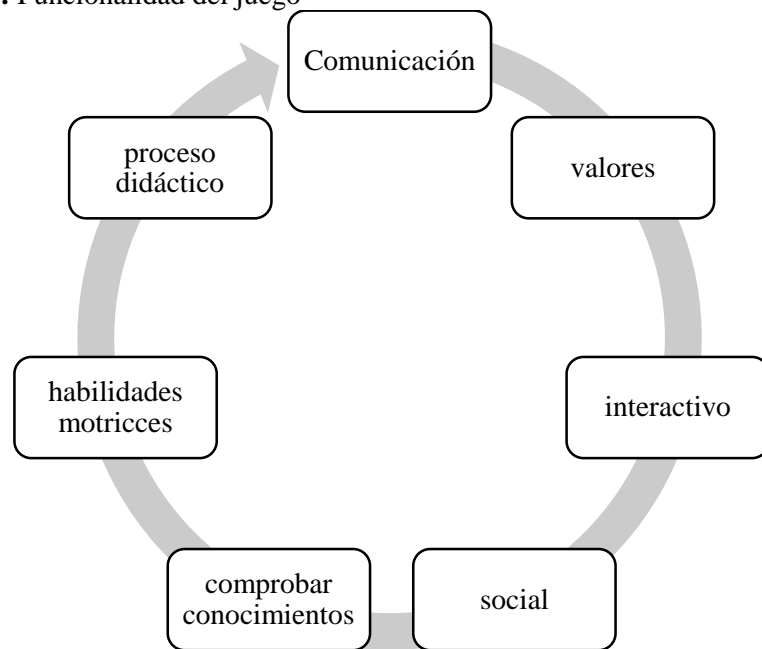 . Funcionalidad del juego
Comunicación
valores
interactivo
social
comprobar
conocimientos
habilidades
motricces
proceso
didáctico